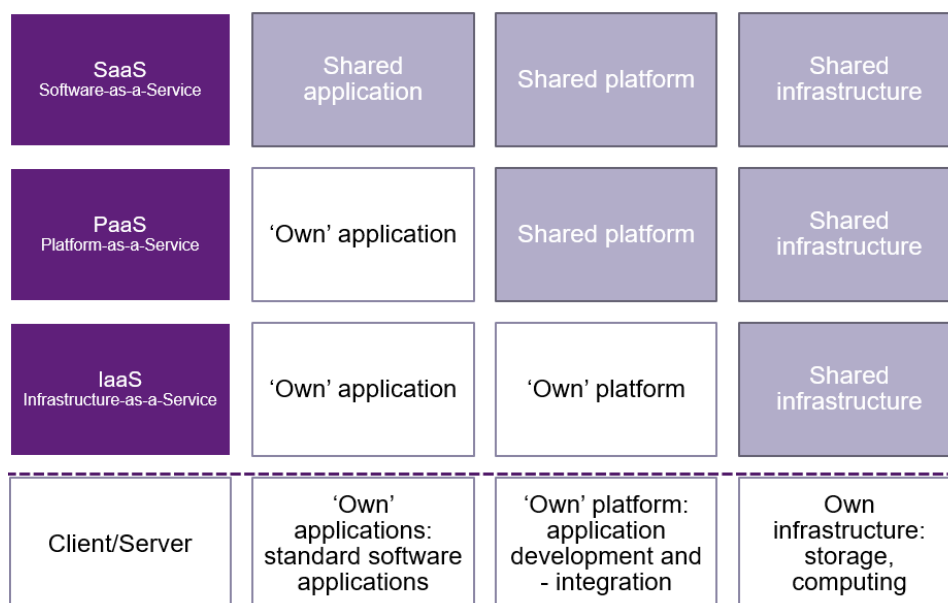 SaaS
Software-as-a-Service
Shared
application
Shared platform
Shared
infrastructure
PaaS
Platform-as-a-Service
‘Own’ application
Shared platform
Shared
infrastructure
IaaS
Infrastructure-as-a-Service
‘Own’ application
‘Own’ platform
Shared
infrastructure
Client/Server
‘Own’
applications:
standard software
applications
‘Own’ platform:
application
development and
- integration
Own
infrastructure:
storage,
computing